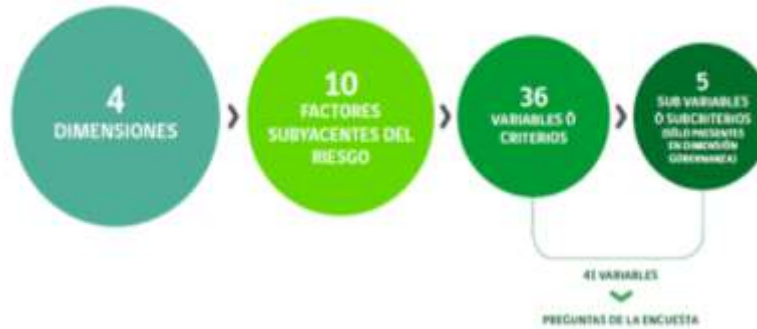 4
DIMENSIONES
10
FACTORES
SUBYACENTES DEL
RIESGO
36
VARIABLES Ó
CRITERIOS
5
SUB VARIABLES
Ó SUBCRITERIOS
(SÓLO PRESENTES
EN DIMENSIÓN
GOBERNANZA)
41 VARIABLES
PREGUNTAS DE LA ENCUESTA